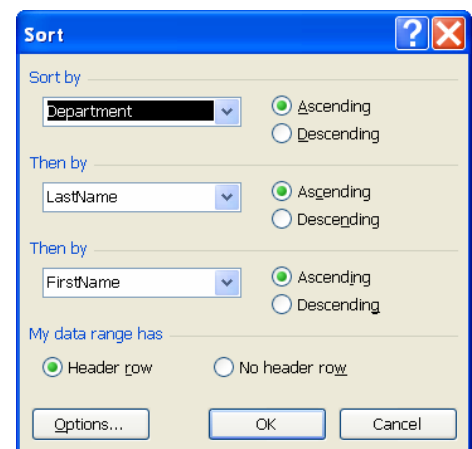 Sort
Sort by
Department
Ascending
Descending
Then by
LastName
Ascending
Descending
Then by
FirstName
Ascending
Descending
My data range has
Header row No header row
Options... OK Cancel